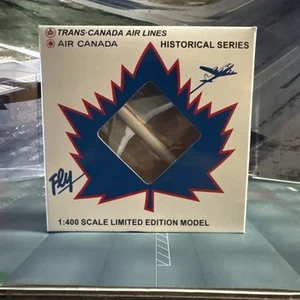 TRANS-CANADA AIR LINES
AIR CANADA
HISTORICAL SERIES
Fly
1:400 SCALE LIMITED EDITION MODEL